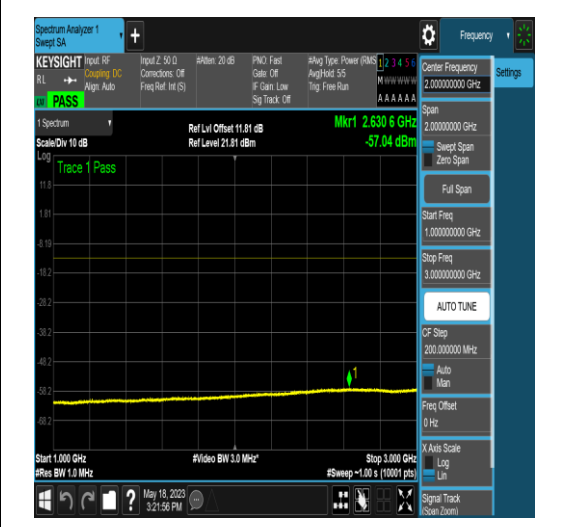 Spectrum Analyzer 1
Swept SA
Frequency
KEYSIGHT
RL
PASS
Input: RF
Coupling: DC
Align: Auto
Input Z: 50 Ω
Corrections: Off
Freq Ref: Int (S)
#Atten: 20 dB
PNO: Fast
Gate: Off
IF Gain: Low
Sig Track: Off
#Avg Type: Power (RMS
Avg|Hold: 5/5
Trig: Free Run
1 2 3 4 5 6
M W W W W W
A A A A A A
1 Spectrum
Scale/Div 10 dB
Ref Lvl Offset 11.81 dB
Ref Level 21.81 dBm
Mkr1 2.630 6 GHz
-57.04 dBm
Log
Trace 1 Pass
11.8
1.81
-8.19
-18.2
-28.2
-38.2
-48.2
-58.2
-68.2
1
Start 1.000 GHz
#Res BW 1.0 MHz
#Video BW 3.0 MHz*
Stop 3.000 GHz
#Sweep ~1.00 s (10001 pts)
Center Frequency
2.000000000 GHz
Settings
Span
2.00000000 GHz
Swept Span
Zero Span
Full Span
Start Freq
1.000000000 GHz
Stop Freq
3.000000000 GHz
AUTO TUNE
CF Step
200.000000 MHz
Auto
Man
Freq Offset
0 Hz
X Axis Scale
Log
Lin
Signal Track
(Span Zoom)
?
May 18, 2023
3:21:56 PM